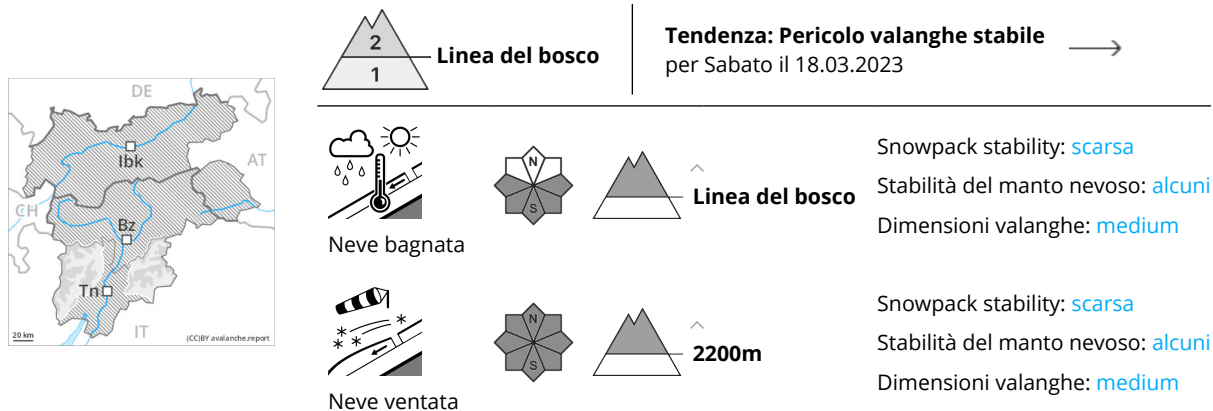 2
1
Linea del bosco
Tendenza: Pericolo valanghe stabile
per Sabato il 18.03.2023
DE
Ibk
AT
CH
Bz
Tn
IT
20 km
(CC)BY avalanche.report
N
S
Linea del bosco
Neve bagnata
Snowpack stability: scarsa
Stabilità del manto nevoso: alcuni
Dimensioni valanghe: medium
N
S
2200m
Neve ventata
Snowpack stability: scarsa
Stabilità del manto nevoso: alcuni
Dimensioni valanghe: medium